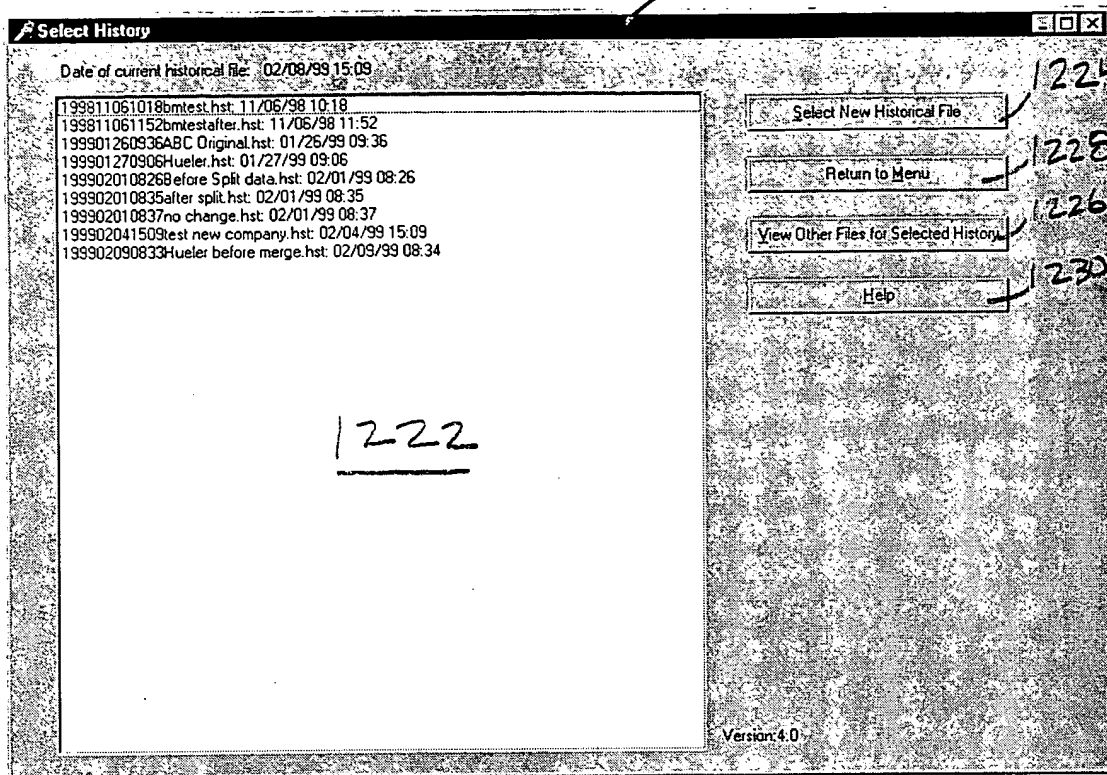 Select History
Date of current historical file: 02/08/99 15:09
199811061018bmtest.hst: 11/06/98 10:18
199811061152bmtestafter.hst: 11/06/98 11:52
199901260936ABC Original.hst: 01/26/99 09:36
199901270906Hueler.hst: 01/27/99 09:06
199902010826Before Split data.hst: 02/01/99 08:26
199902010835after split.hst: 02/01/99 08:35
199902010837no change.hst: 02/01/99 08:37
199902041509test new company.hst: 02/04/99 15:09
199902090833Hueler before merge.hst: 02/09/99 08:34
1222
Select New Historical File
1224
Return to Menu
1228
View Other Files for Selected History
1226
Help
1230
Version:4.0